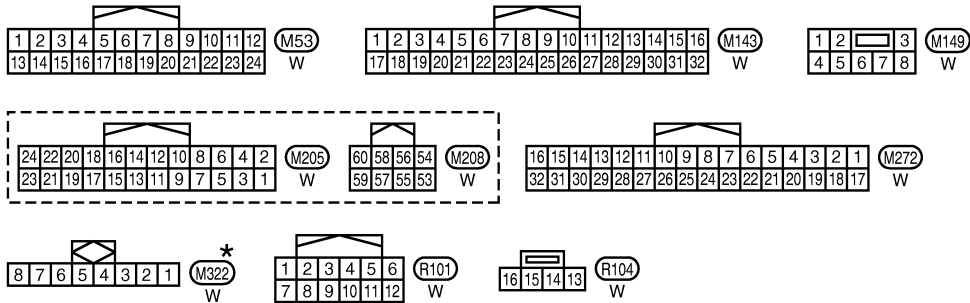 1 2 3 4 5 6 7 8 9 10 11 12 M53
13 14 15 16 17 18 19 20 21 22 23 24 W
1 2 3 4 5 6 7 8 9 10 11 12 13 14 15 16 M143
17 18 19 20 21 22 23 24 25 26 27 28 29 30 31 32 W
1 2 3 M149
4 5 6 7 8 W
24 22 20 18 16 14 12 10 8 6 4 2 M205
23 21 19 17 15 13 11 9 7 5 3 1 W
60 58 56 54 M208
59 57 55 53 W
16 15 14 13 12 11 10 9 8 7 6 5 4 3 2 1 M272
32 31 30 29 28 27 26 25 24 23 22 21 20 19 18 17 W
*
8 7 6 5 4 3 2 1 M322
W
1 2 3 4 5 6 R101
7 8 9 10 11 12 W
16 15 14 13 R104
W